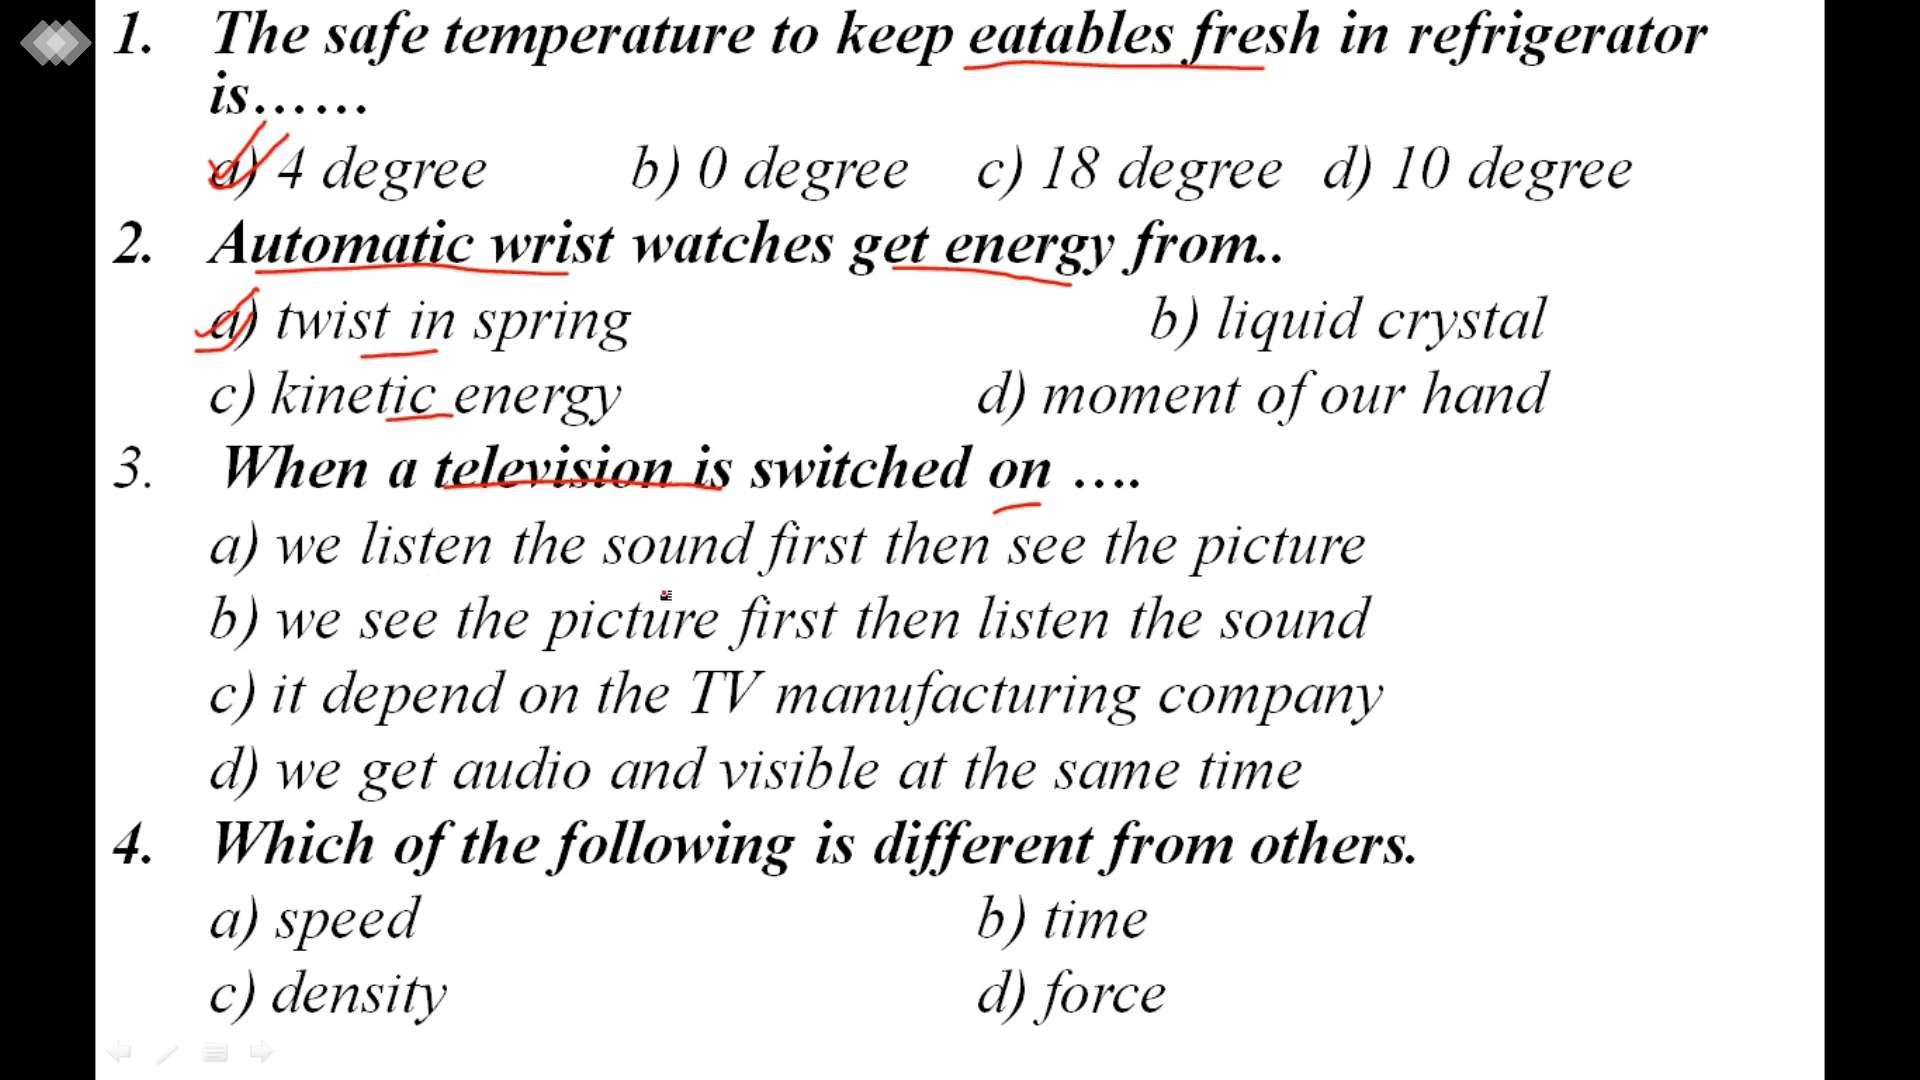 1. The safe temperature to keep eatables fresh in refrigerator
is……
a) 4 degree b) 0 degree c) 18 degree d) 10 degree
2. Automatic wrist watches get energy from..
a) twist in spring b) liquid crystal
c) kinetic energy d) moment of our hand
3. When a television is switched on ….
a) we listen the sound first then see the picture
b) we see the picture first then listen the sound
c) it depend on the TV manufacturing company
d) we get audio and visible at the same time
4. Which of the following is different from others.
a) speed b) time
c) density d) force